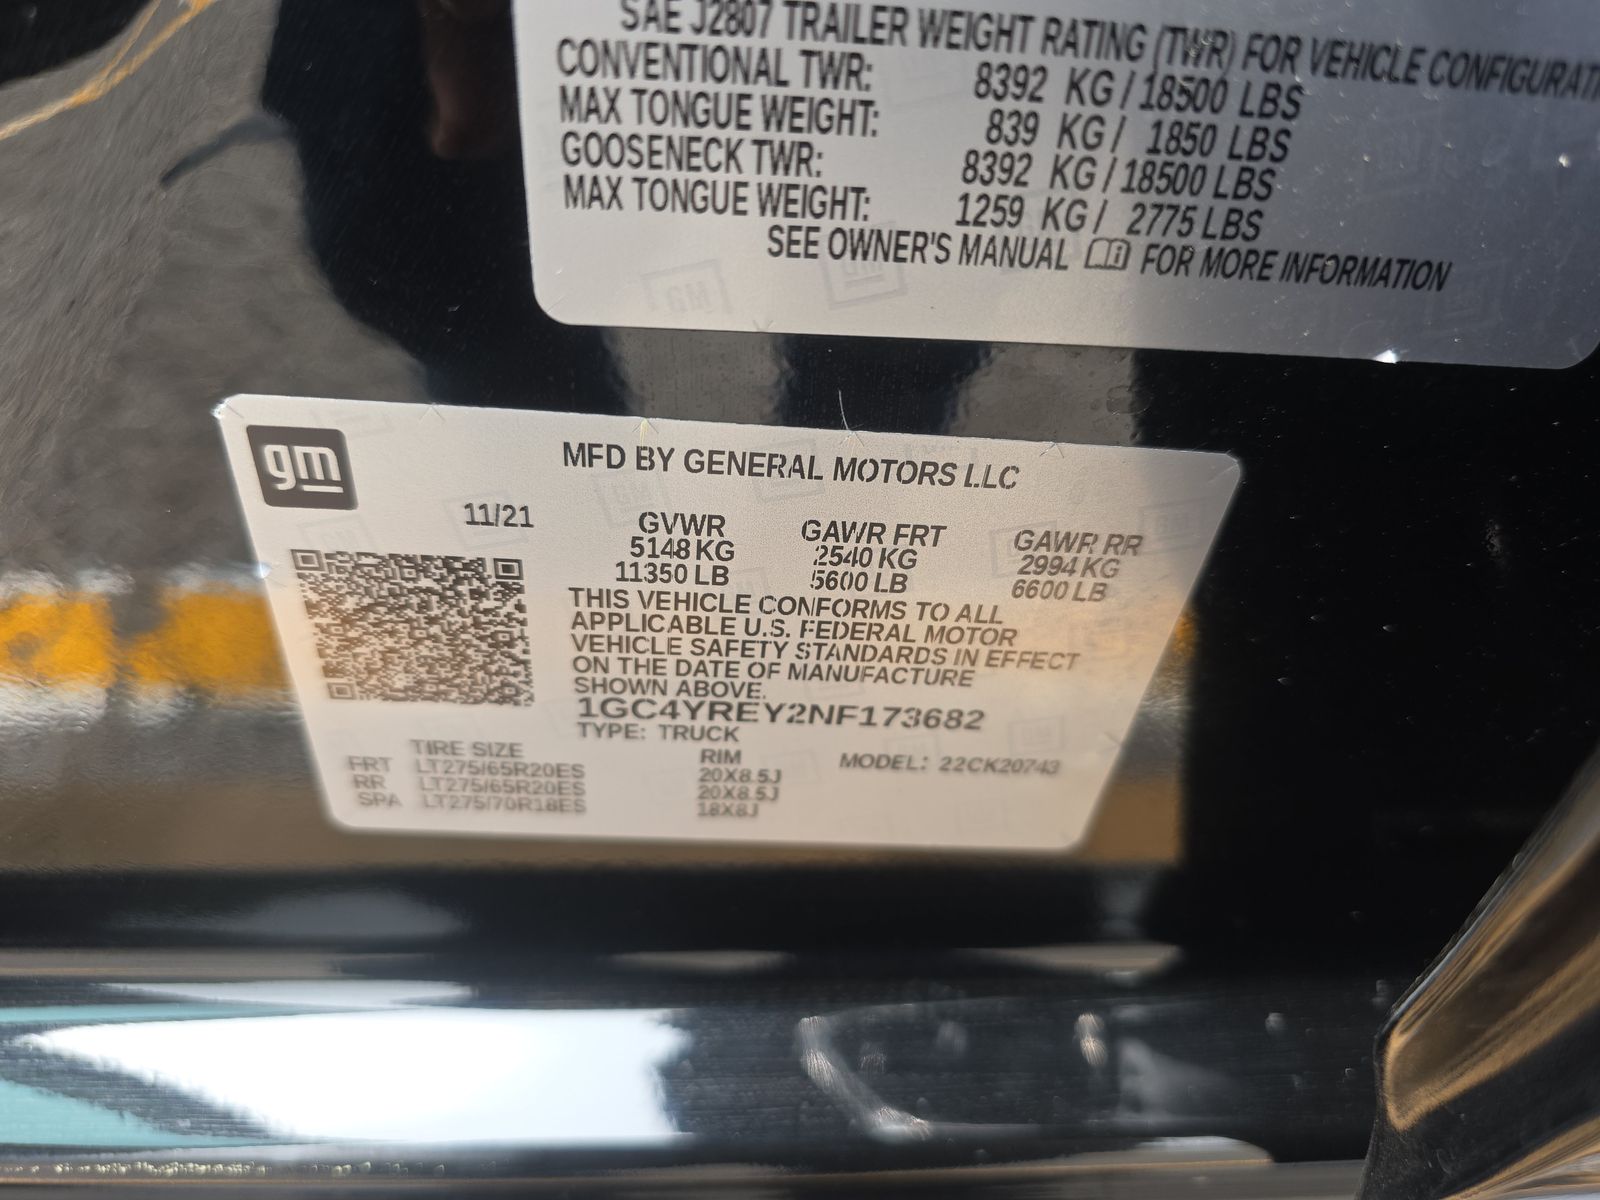 SAE J2807 TRAILER WEIGHT RATING (TWR) FOR VEHICLE CONFIGURATI
CONVENTIONAL TWR: 8392 KG / 18500 LBS
MAX TONGUE WEIGHT: 839 KG / 1850 LBS
GOOSENECK TWR: 8392 KG / 18500 LBS
MAX TONGUE WEIGHT: 1259 KG / 2775 LBS
SEE OWNER'S MANUAL FOR MORE INFORMATION
gm
MFD BY GENERAL MOTORS LLC
11/21 GVWR GAWR FRT GAWR RR
5148 KG 2540 KG 2994 KG
11350 LB 5600 LB 6600 LB
THIS VEHICLE CONFORMS TO ALL
APPLICABLE U.S. FEDERAL MOTOR
VEHICLE SAFETY STANDARDS IN EFFECT
ON THE DATE OF MANUFACTURE
SHOWN ABOVE.
1GC4YREY2NF173682
TYPE: TRUCK
TIRE SIZE RIM MODEL: 22CK20743
FRT LT275/65R20ES 20X8.5J
RR LT275/65R20ES 20X8.5J
SPA LT275/70R18ES 18X8J